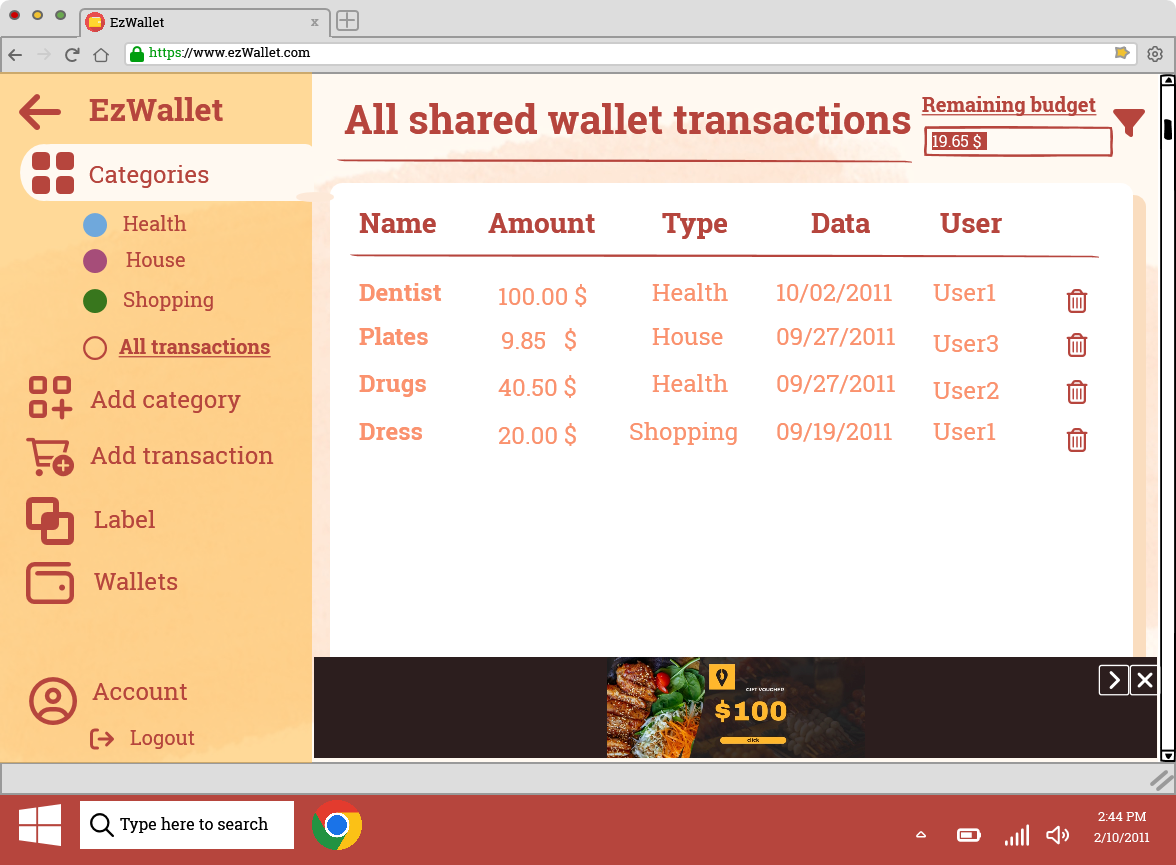 EzWallet
x
https://www.ezWallet.com
EzWallet
Categories
Health
House
Shopping
All transactions
Add category
Add transaction
Label
Wallets
Account
Logout
All shared wallet transactions
Remaining budget
19.65 $
Name Amount Type Data User
Dentist 100.00 $ Health 10/02/2011 User1
Plates 9.85 $ House 09/27/2011 User3
Drugs 40.50 $ Health 09/27/2011 User2
Dress 20.00 $ Shopping 09/19/2011 User1
GIFT VOUCHER
$100
click
Type here to search
2:44 PM
2/10/2011